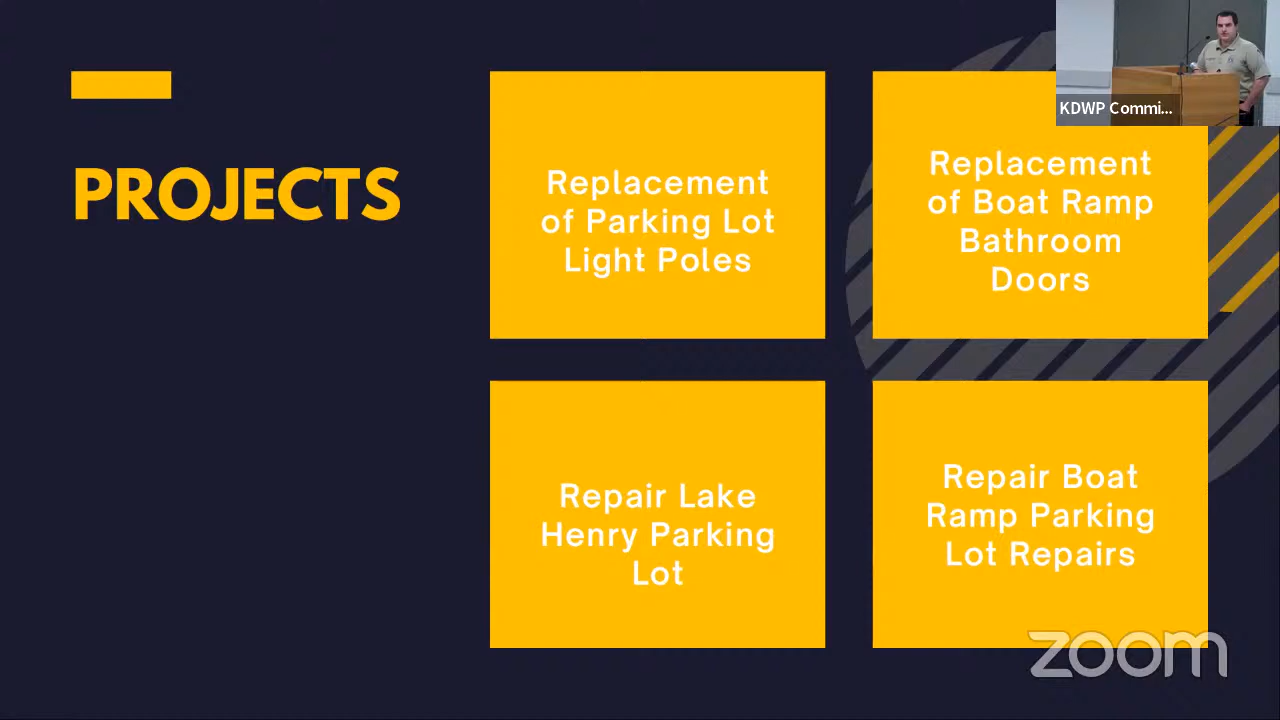 PROJECTS
Replacement
of Parking Lot
Light Poles
Replacement
of Boat Ramp
Bathroom
Doors
Repair Lake
Henry Parking
Lot
Repair Boat
Ramp Parking
Lot Repairs
KDWP Commi...
zoom